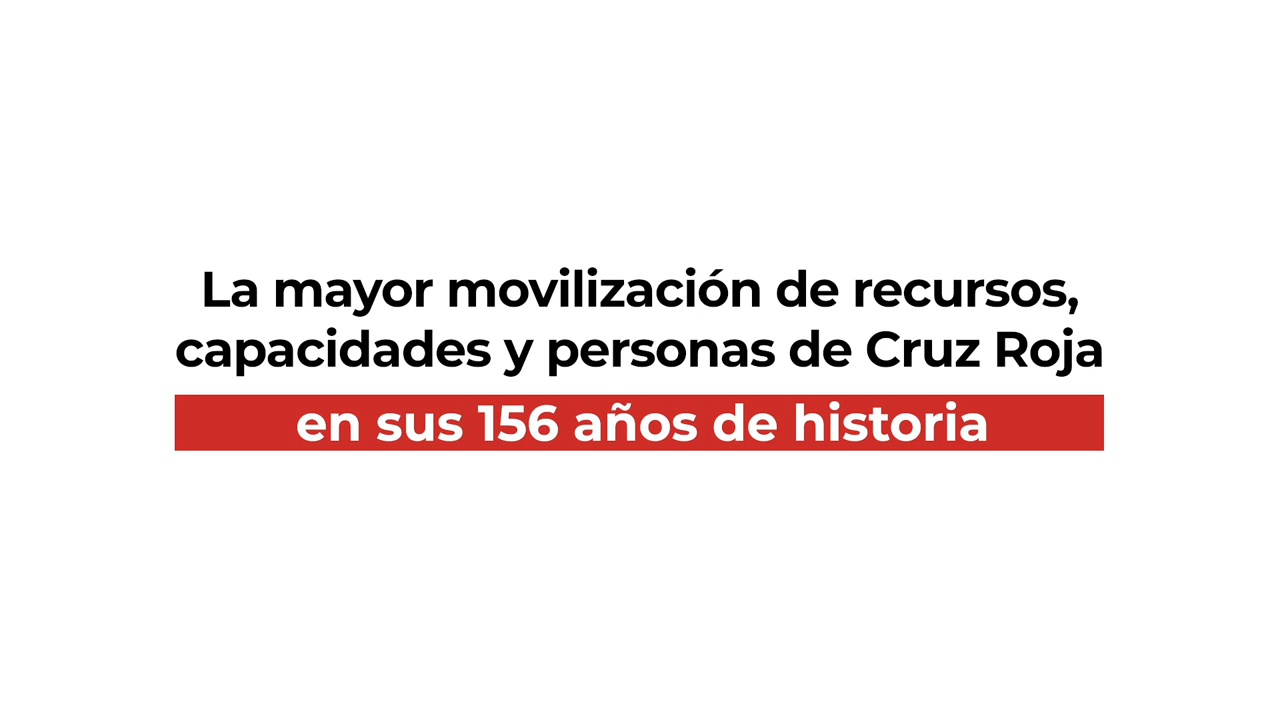 La mayor movilización de recursos,
capacidades y personas de Cruz Roja
en sus 156 años de historia